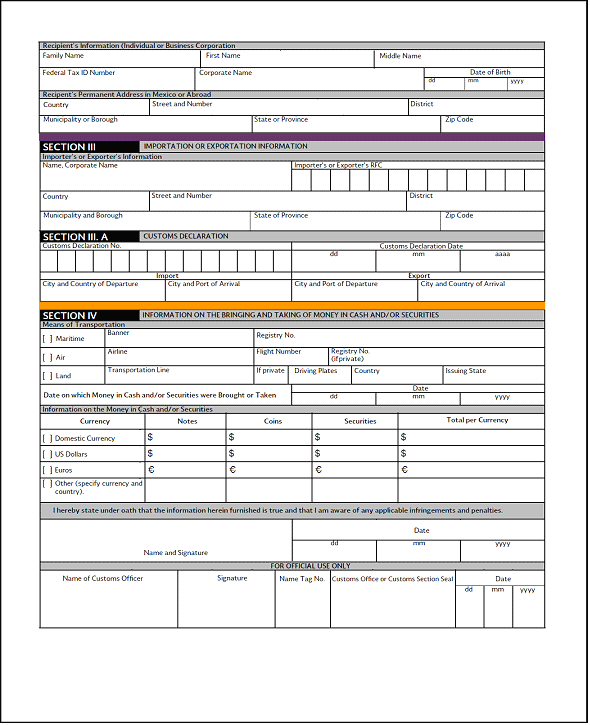 Recipient's Information (Individual or Business Corporation
Family Name First Name Middle Name
Federal Tax ID Number Corporate Name Date of Birth
dd mm yyyy
Recipient's Permanent Address in Mexico or Abroad
Country Street and Number District
Municipality or Borough State or Province Zip Code
SECTION III IMPORTATION OR EXPORTATION INFORMATION
Importer's or Exporter's Information
Name, Corporate Name Importer's or Exporter's RFC
Country Street and Number District
Municipality and Borough State of Province Zip Code
SECTION III. A CUSTOMS DECLARATION
Customs Declaration No. Customs Declaration Date
dd mm aaaa
Import Export
City and Country of Departure City and Port of Arrival City and Port of Departure City and Country of Arrival
SECTION IV INFORMATION ON THE BRINGING AND TAKING OF MONEY IN CASH AND/OR SECURITIES
Means of Transportation
[ ] Maritime Banner Registry No.
[ ] Air Airline Flight Number Registry No.
(if private)
[ ] Land Transportation Line If private Driving Plates Country Issuing State
Date on which Money in Cash and/or Securities were Brought or Taken Date
dd mm yyyy
Information on the Money in Cash and/or Securities
Currency Notes Coins Securities Total per Currency
[ ] Domestic Currency $ $ $ $
[ ] US Dollars $ $ $ $
[ ] Euros € € € €
[ ] Other (specify currency and
country).
I hereby state under oath that the information herein furnished is true and that I am aware of any applicable infringements and penalties.
Date
Name and Signature dd mm yyyy
FOR OFFICIAL USE ONLY
Name of Customs Officer Signature Name Tag No. Customs Office or Customs Section Seal Date
dd mm yyyy